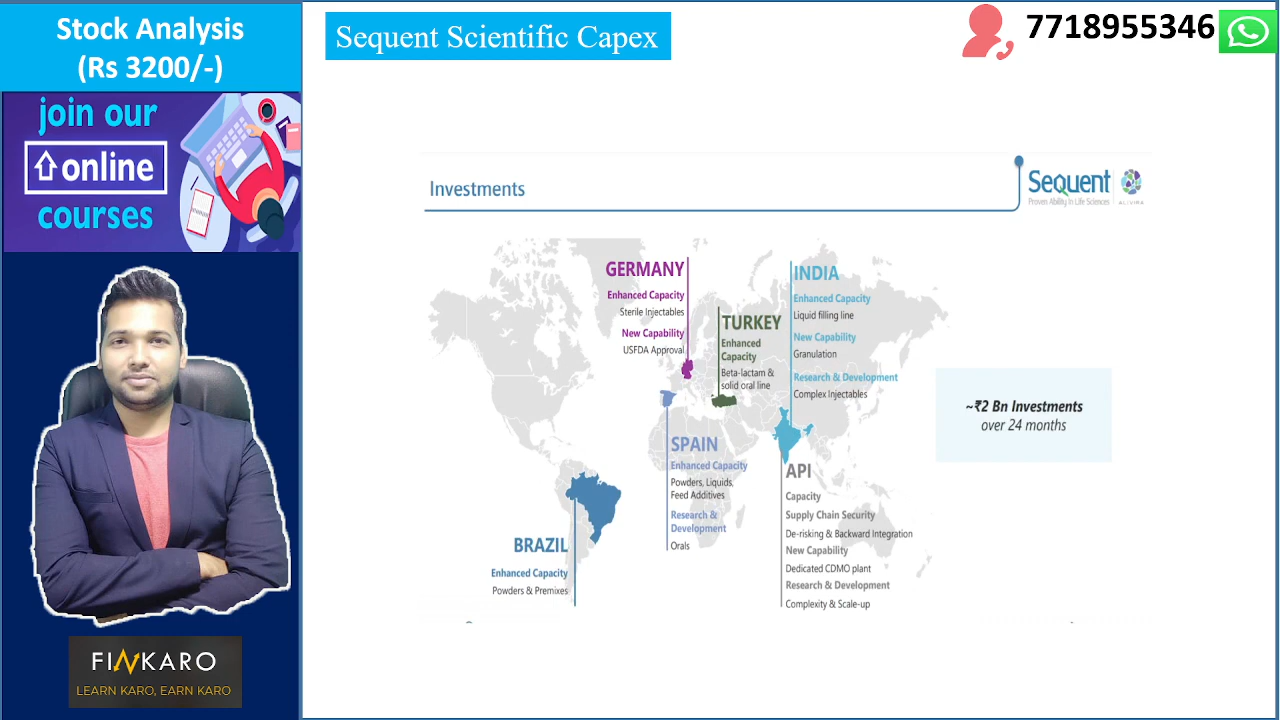 Stock Analysis
(Rs 3200/-)
join our
online
courses
FINKARO
LEARN KARO, EARN KARO
Sequent Scientific Capex
7718955346
Investments
Sequent
Proven Ability In Life Sciences
ALIVIRA
GERMANY
Enhanced Capacity
Sterile Injectables
New Capability
USFDA Approval
TURKEY
Enhanced
Capacity
Beta-lactam &
solid oral line
INDIA
Enhanced Capacity
Liquid filling line
New Capability
Granulation
Research & Development
Complex Injectables
~₹2 Bn Investments
over 24 months
SPAIN
Enhanced Capacity
Powders, Liquids,
Feed Additives
Research &
Development
Orals
BRAZIL
Enhanced Capacity
Powders & Premixes
API
Capacity
Supply Chain Security
De-risking & Backward Integration
New Capability
Dedicated CDMO plant
Research & Development
Complexity & Scale-up